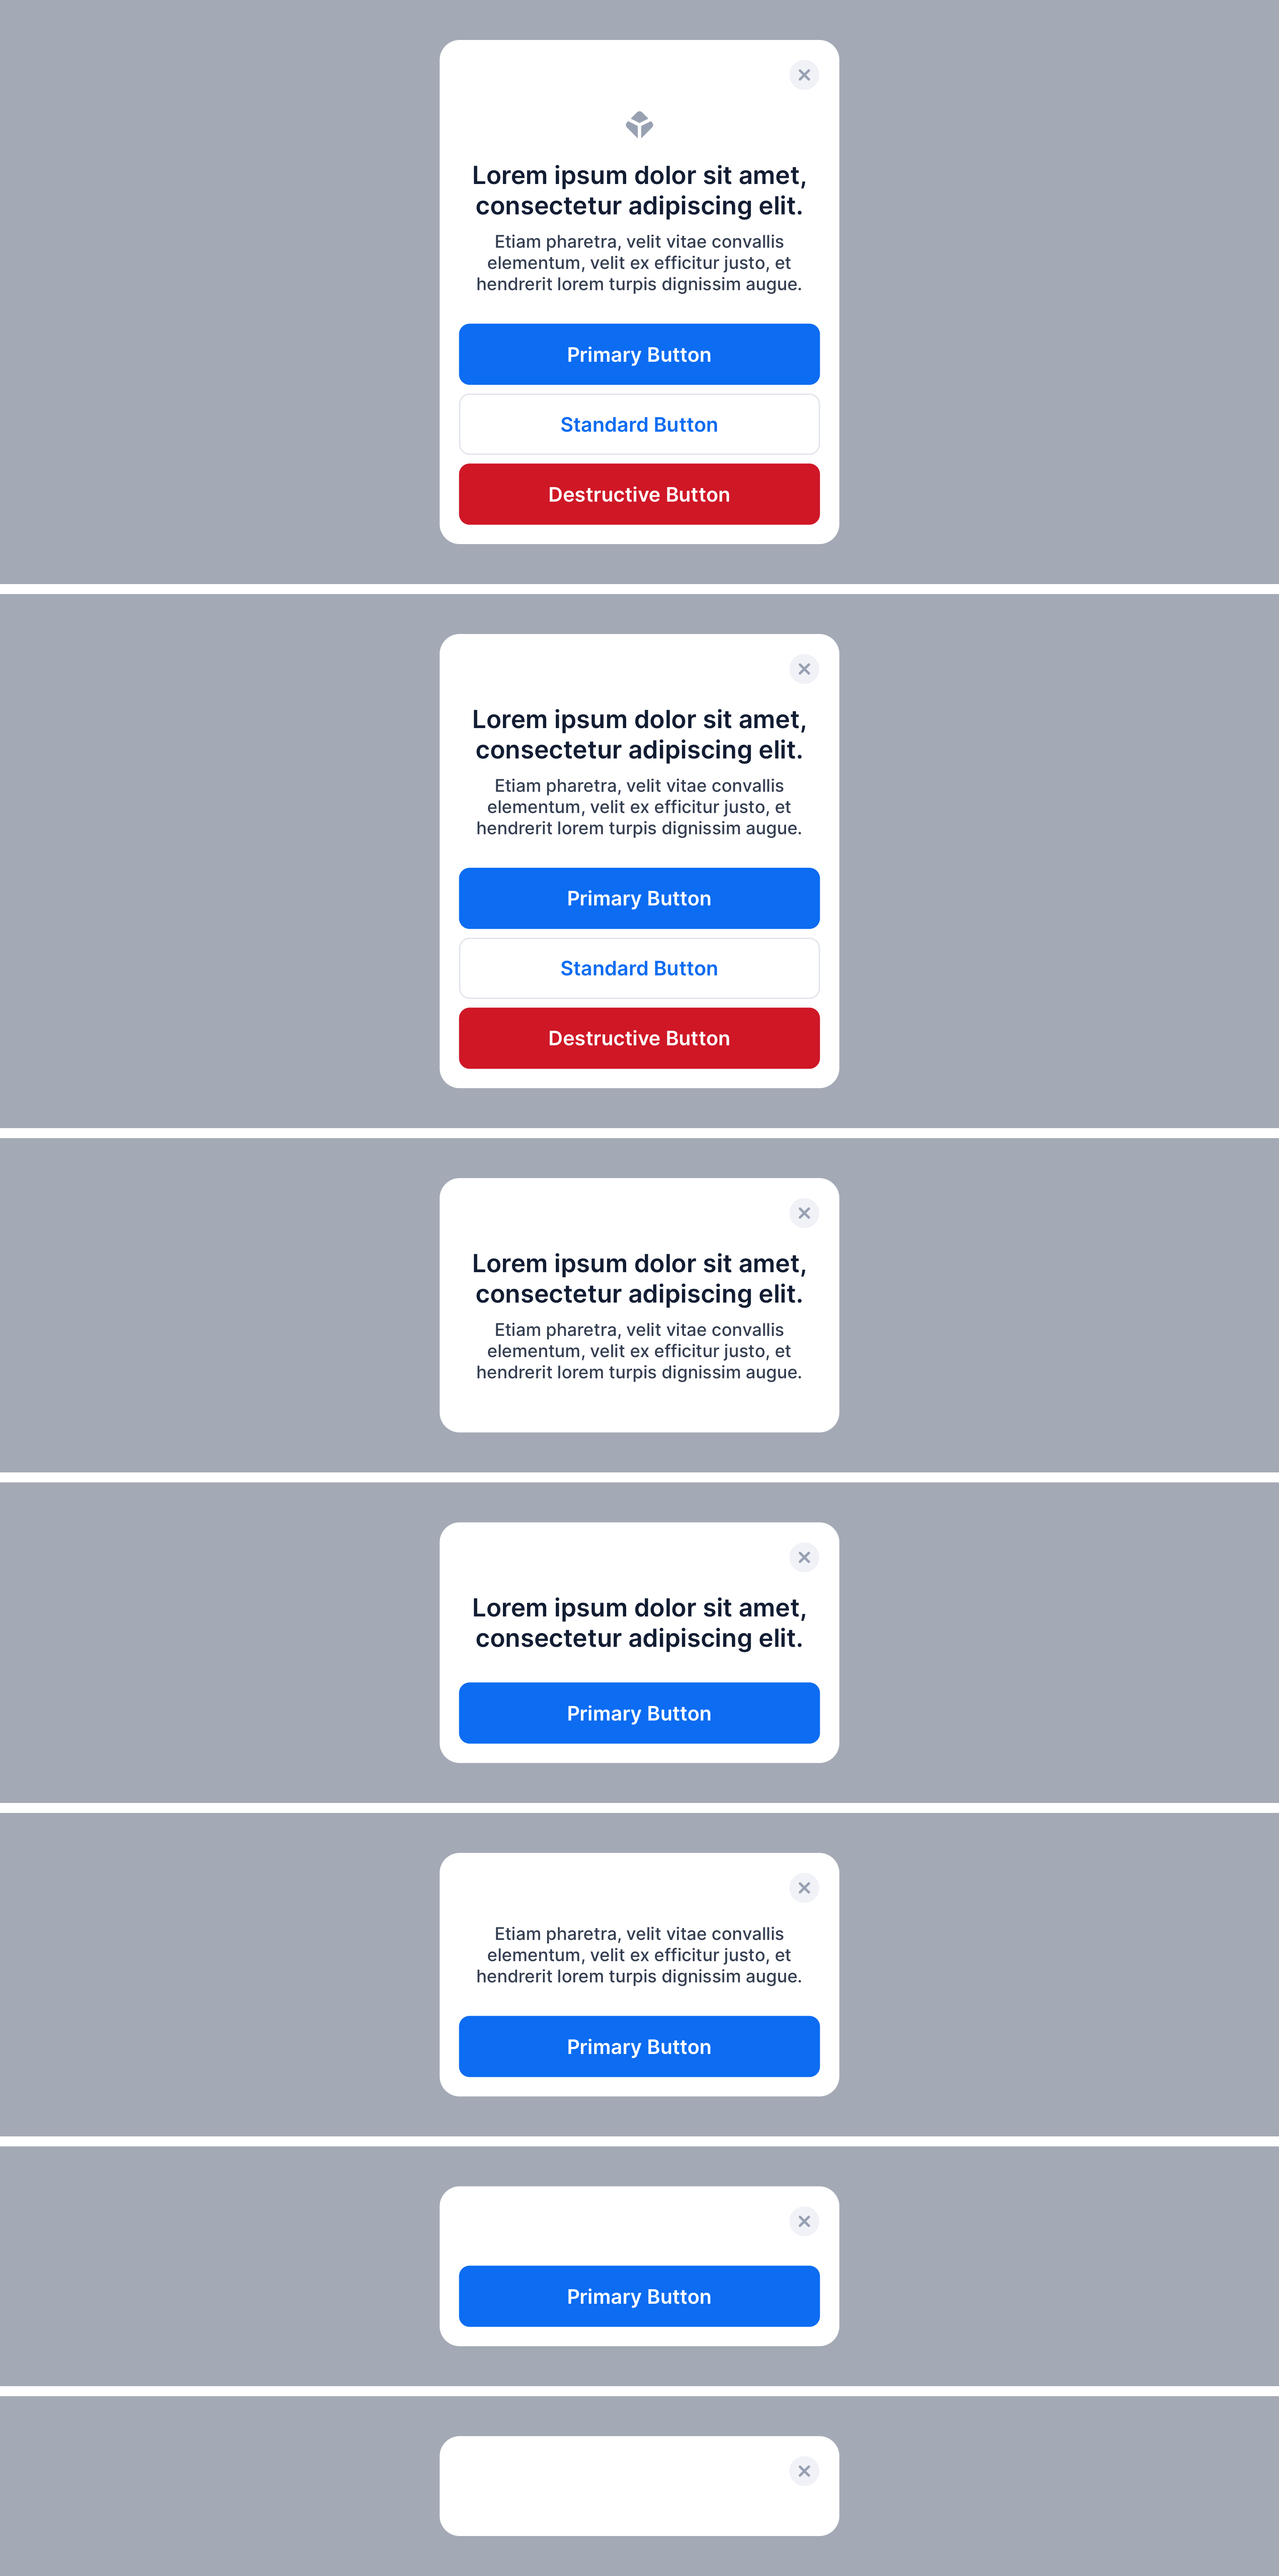 Lorem ipsum dolor sit amet,
consectetur adipiscing elit.
Etiam pharetra, velit vitae convallis
elementum, velit ex efficitur justo, et
hendrerit lorem turpis dignissim augue.
Primary Button
Standard Button
Destructive Button
Lorem ipsum dolor sit amet,
consectetur adipiscing elit.
Etiam pharetra, velit vitae convallis
elementum, velit ex efficitur justo, et
hendrerit lorem turpis dignissim augue.
Primary Button
Standard Button
Destructive Button
Lorem ipsum dolor sit amet,
consectetur adipiscing elit.
Etiam pharetra, velit vitae convallis
elementum, velit ex efficitur justo, et
hendrerit lorem turpis dignissim augue.
Lorem ipsum dolor sit amet,
consectetur adipiscing elit.
Primary Button
Etiam pharetra, velit vitae convallis
elementum, velit ex efficitur justo, et
hendrerit lorem turpis dignissim augue.
Primary Button
Primary Button